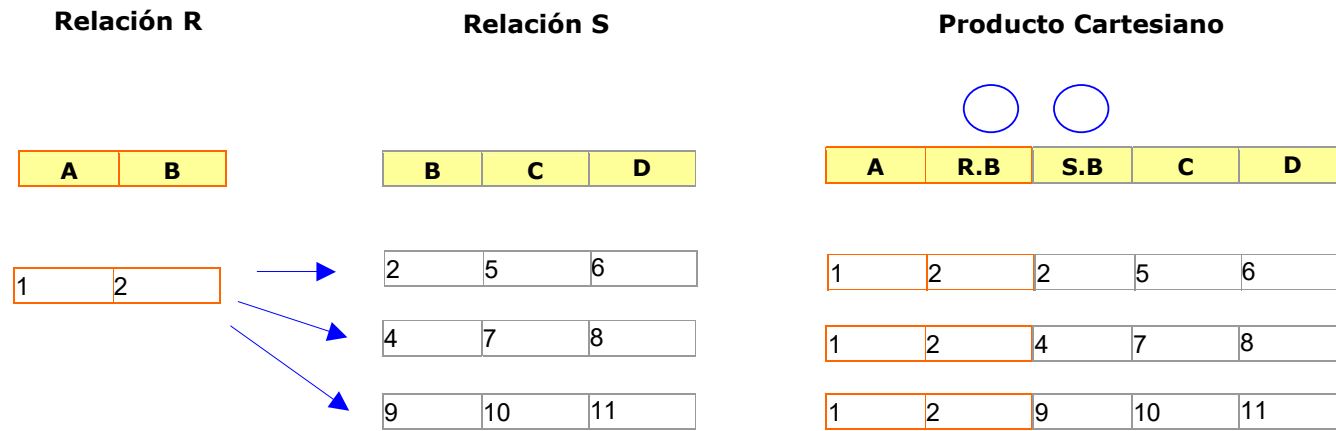 Relación R Relación S Producto Cartesiano
A B B C D A R.B S.B C D
2 5 6 1 2 2 5 6
1 2
4 7 8 1 2 4 7 8
9 10 11 1 2 9 10 11